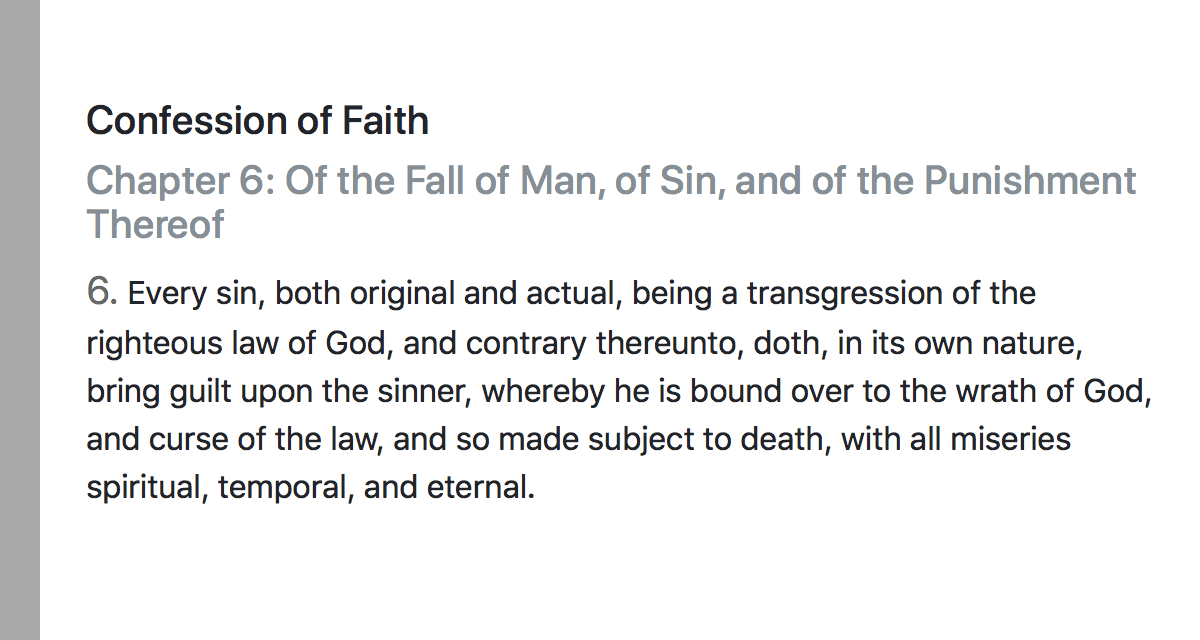 Confession of Faith
Chapter 6: Of the Fall of Man, of Sin, and of the Punishment
Thereof
6. Every sin, both original and actual, being a transgression of the
righteous law of God, and contrary thereunto, doth, in its own nature,
bring guilt upon the sinner, whereby he is bound over to the wrath of God,
and curse of the law, and so made subject to death, with all miseries
spiritual, temporal, and eternal.